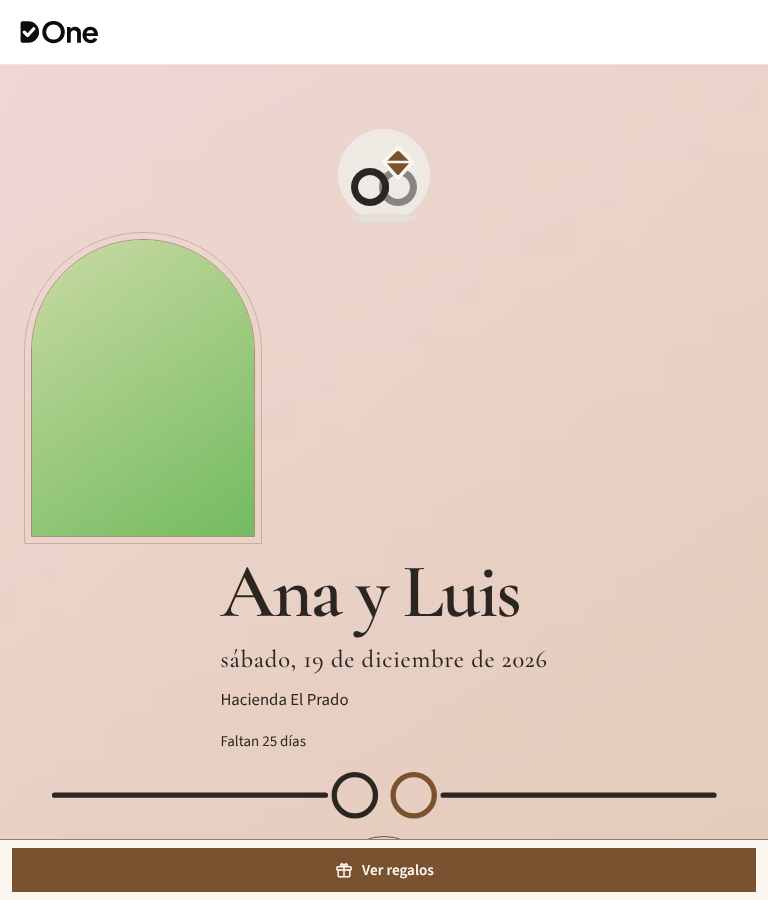 One
Ana y Luis
sábado, 19 de diciembre de 2026
Hacienda El Prado
Faltan 25 días
Ver regalos